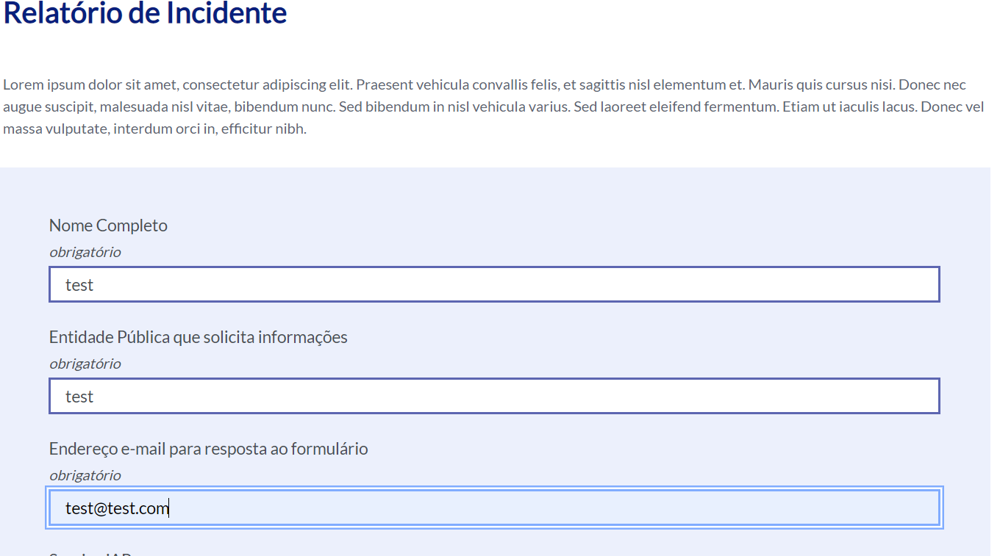 Relatório de Incidente
Lorem ipsum dolor sit amet, consectetur adipiscing elit. Praesent vehicula convallis felis, et sagittis nisl elementum et. Mauris quis cursus nisi. Donec nec
augue suscipit, malesuada nisl vitae, bibendum nunc. Sed bibendum in nisl vehicula varius. Sed laoreet eleifend fermentum. Etiam ut iaculis lacus. Donec vel
massa vulputate, interdum orci in, efficitur nibh.
Nome Completo
obrigatório
test
Entidade Pública que solicita informações
obrigatório
test
Endereço e-mail para resposta ao formulário
obrigatório
test@test.com